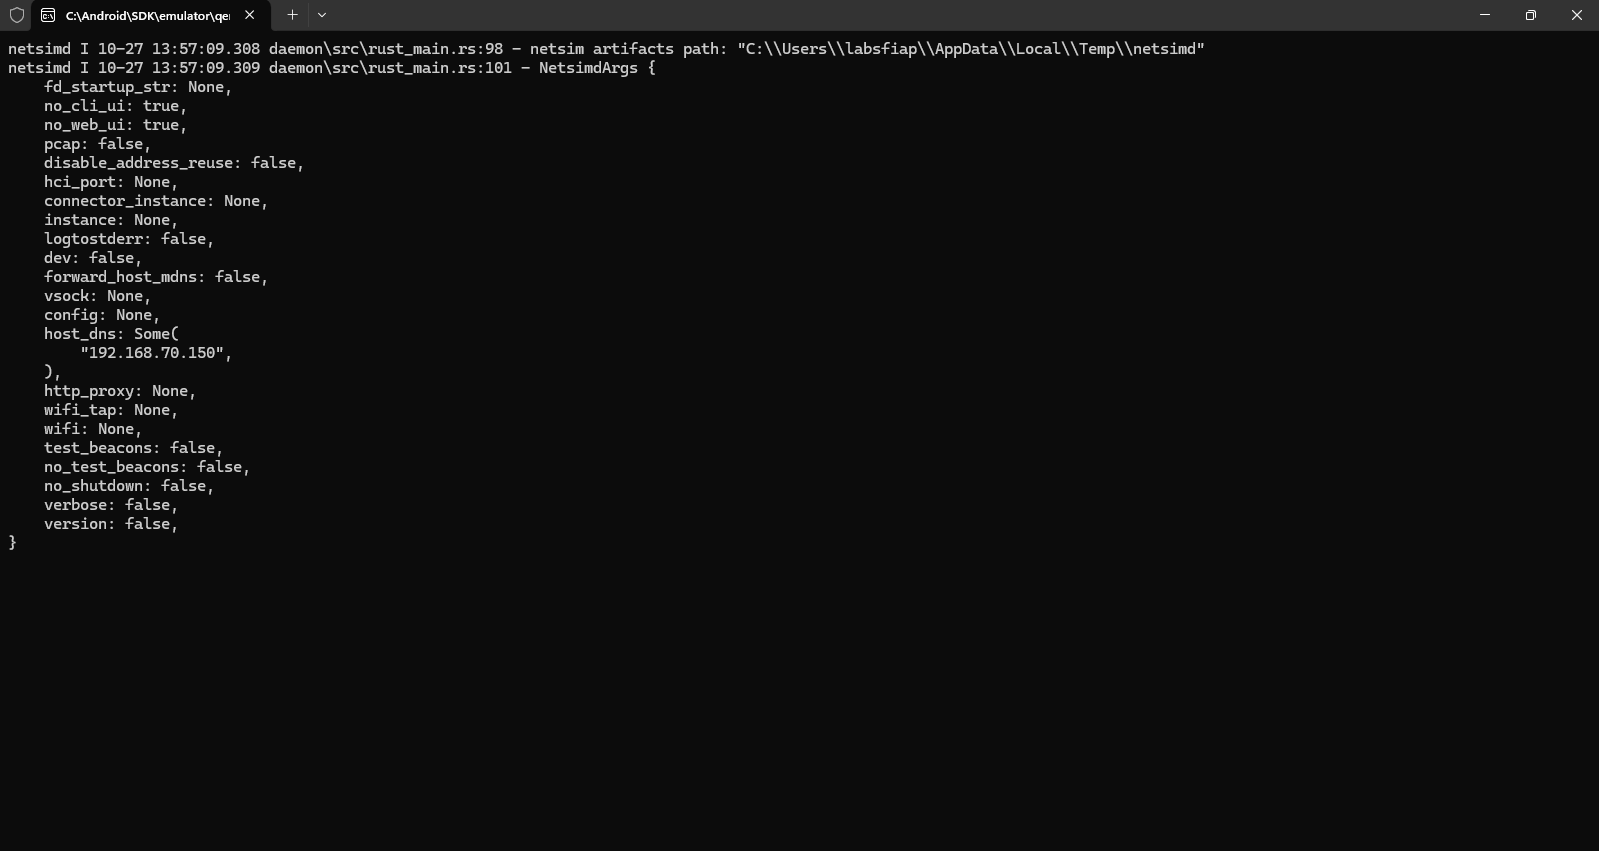 C:\Android\SDK\emulator\qe
netsimd I 10-27 13:57:09.308 daemon\src\rust_main.rs:98 - netsim artifacts path: "C:\\Users\\labsfiap\\AppData\\Local\\Temp\\netsimd"
netsimd I 10-27 13:57:09.309 daemon\src\rust_main.rs:101 - NetsimdArgs {
    fd_startup_str: None,
    no_cli_ui: true,
    no_web_ui: true,
    pcap: false,
    disable_address_reuse: false,
    hci_port: None,
    connector_instance: None,
    instance: None,
    logtostderr: false,
    dev: false,
    forward_host_mdns: false,
    vsock: None,
    config: None,
    host_dns: Some(
        "192.168.70.150",
    ),
    http_proxy: None,
    wifi_tap: None,
    wifi: None,
    test_beacons: false,
    no_test_beacons: false,
    no_shutdown: false,
    verbose: false,
    version: false,
}